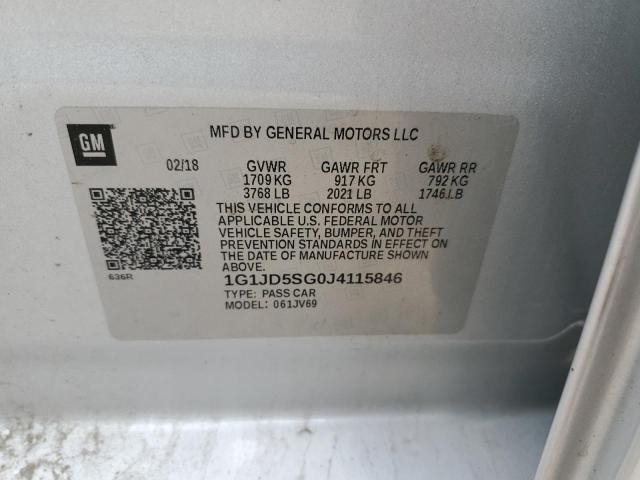 GM
MFD BY GENERAL MOTORS LLC
02/18 GVWR GAWR FRT GAWR RR
1709 KG 917 KG 792 KG
3768 LB 2021 LB 1746 LB
THIS VEHICLE CONFORMS TO ALL
APPLICABLE U.S. FEDERAL MOTOR
VEHICLE SAFETY, BUMPER, AND THEFT
PREVENTION STANDARDS IN EFFECT ON
THE DATE OF MANUFACTURE SHOWN
ABOVE.
636R
1G1JD5SG0J4115846
TYPE: PASS CAR
MODEL: 061JV69